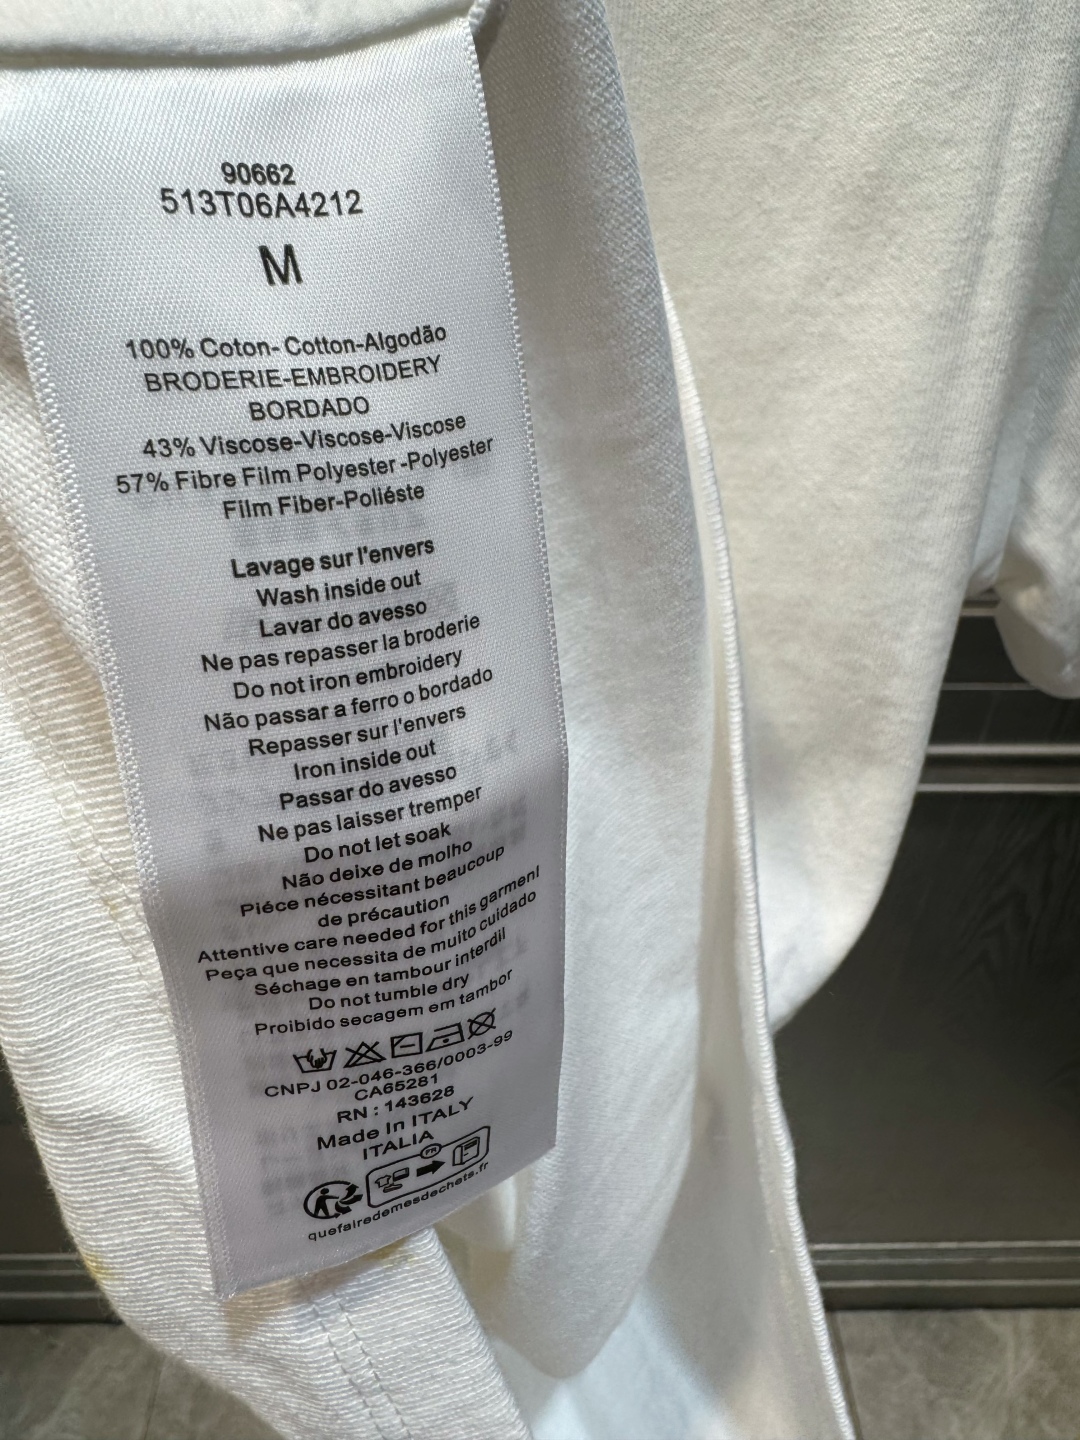 90662
513T06A4212
M
100% Coton- Cotton-Algodão
BRODERIE-EMBROIDERY
BORDADO
43% Viscose-Viscose-Viscose
57% Fibre Film Polyester -Polyester
Film Fiber-Poliéste
Lavage sur l'envers
Wash inside out
Lavar do avesso
Ne pas repasser la broderie
Do not iron embroidery
Não passar a ferro o bordado
Repasser sur l'envers
Iron inside out
Passar do avesso
Ne pas laisser tremper
Do not let soak
Não deixe de molho
Piéce nécessitant beaucoup
de précaution
Attentive care needed for this garment
Peça que necessita de muito cuidado
Séchage en tambour interdil
Do not tumble dry
Proibido secagem em tambor
CNPJ 02-046-366/0003-99
CA65281
RN : 143628
Made In ITALY
ITALIA
FR
quefairedemesdechets.fr